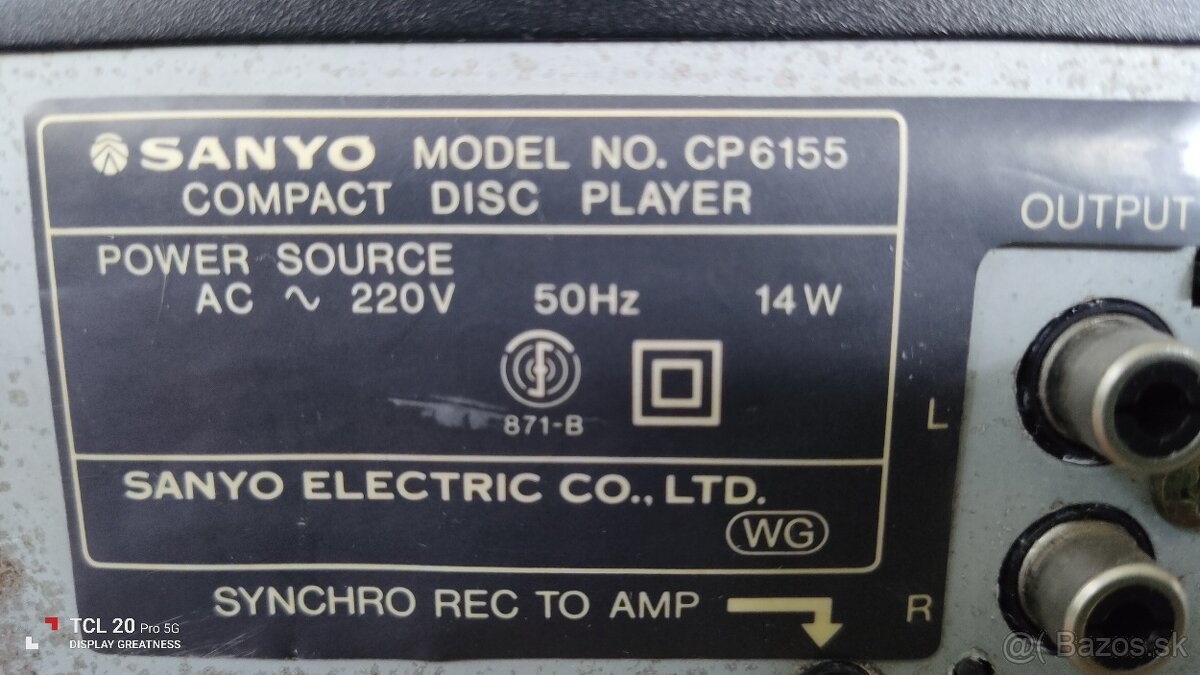 SANYO MODEL NO. CP6155
COMPACT DISC PLAYER
POWER SOURCE
AC ∿ 220V 50Hz 14W
871-B
SANYO ELECTRIC CO., LTD.
WG
SYNCHRO REC TO AMP
OUTPUT
L
R
TCL 20 Pro 5G
DISPLAY GREATNESS
@( Bazos.sk